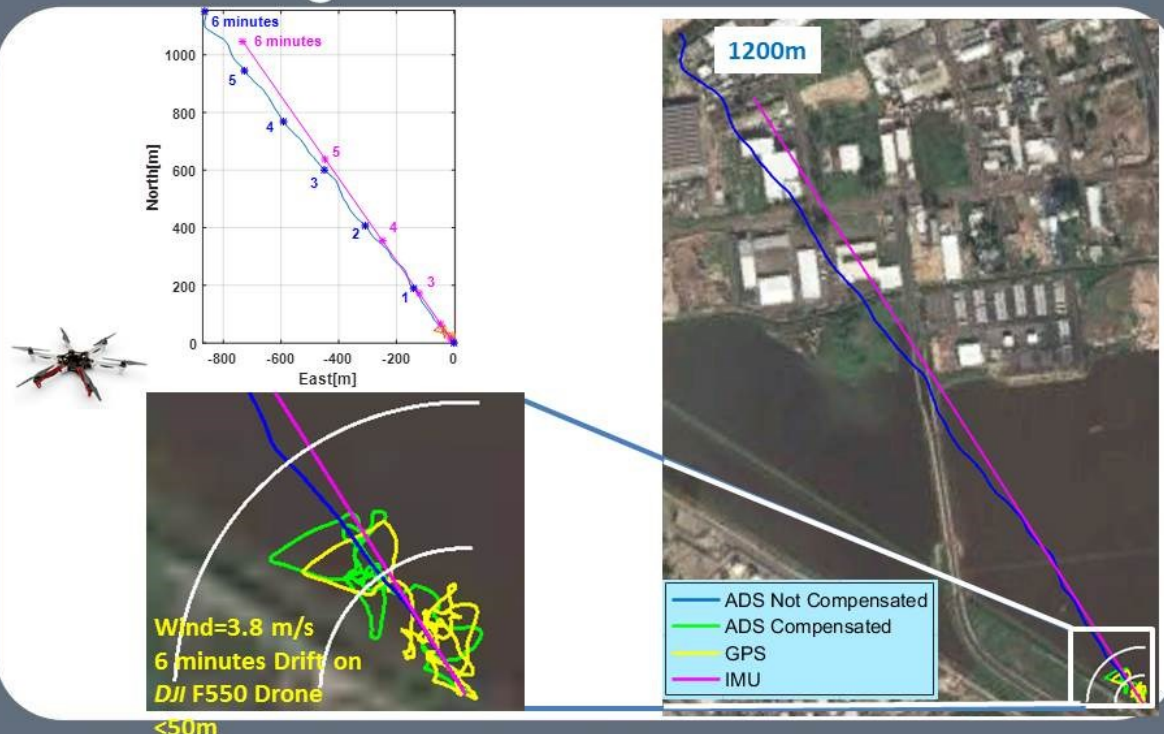 6 minutes
6 minutes
1000
5
800
4
5
600
3
400
2
4
200
1
3
0
-800
-600
-400
-200
0
North[m]
East[m]
Wind=3.8 m/s
6 minutes Drift on
DJI F550 Drone
<50m
1200m
ADS Not Compensated
ADS Compensated
GPS
IMU